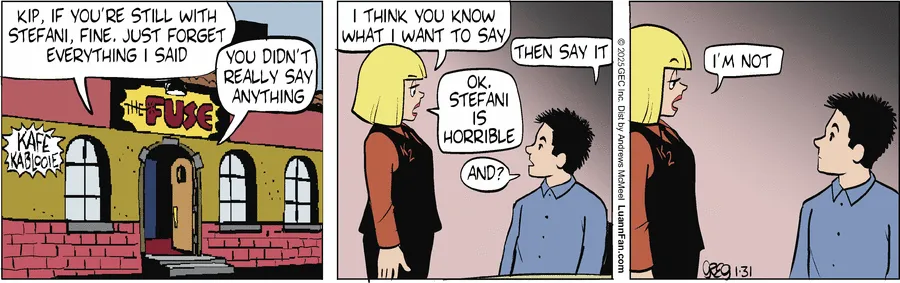 KIP, IF YOU'RE STILL WITH
STEFANI, FINE. JUST FORGET
EVERYTHING I SAID
YOU DIDN'T
REALLY SAY
ANYTHING
THE FUSE
KAFE
KABLOOIE
I THINK YOU KNOW
WHAT I WANT TO SAY
THEN SAY IT
OK.
STEFANI
IS
HORRIBLE
AND?
K2
© 2025 GEC Inc. Dist by Andrews McMeel LuannFan.com
I'M NOT
K2
GREG 1·31